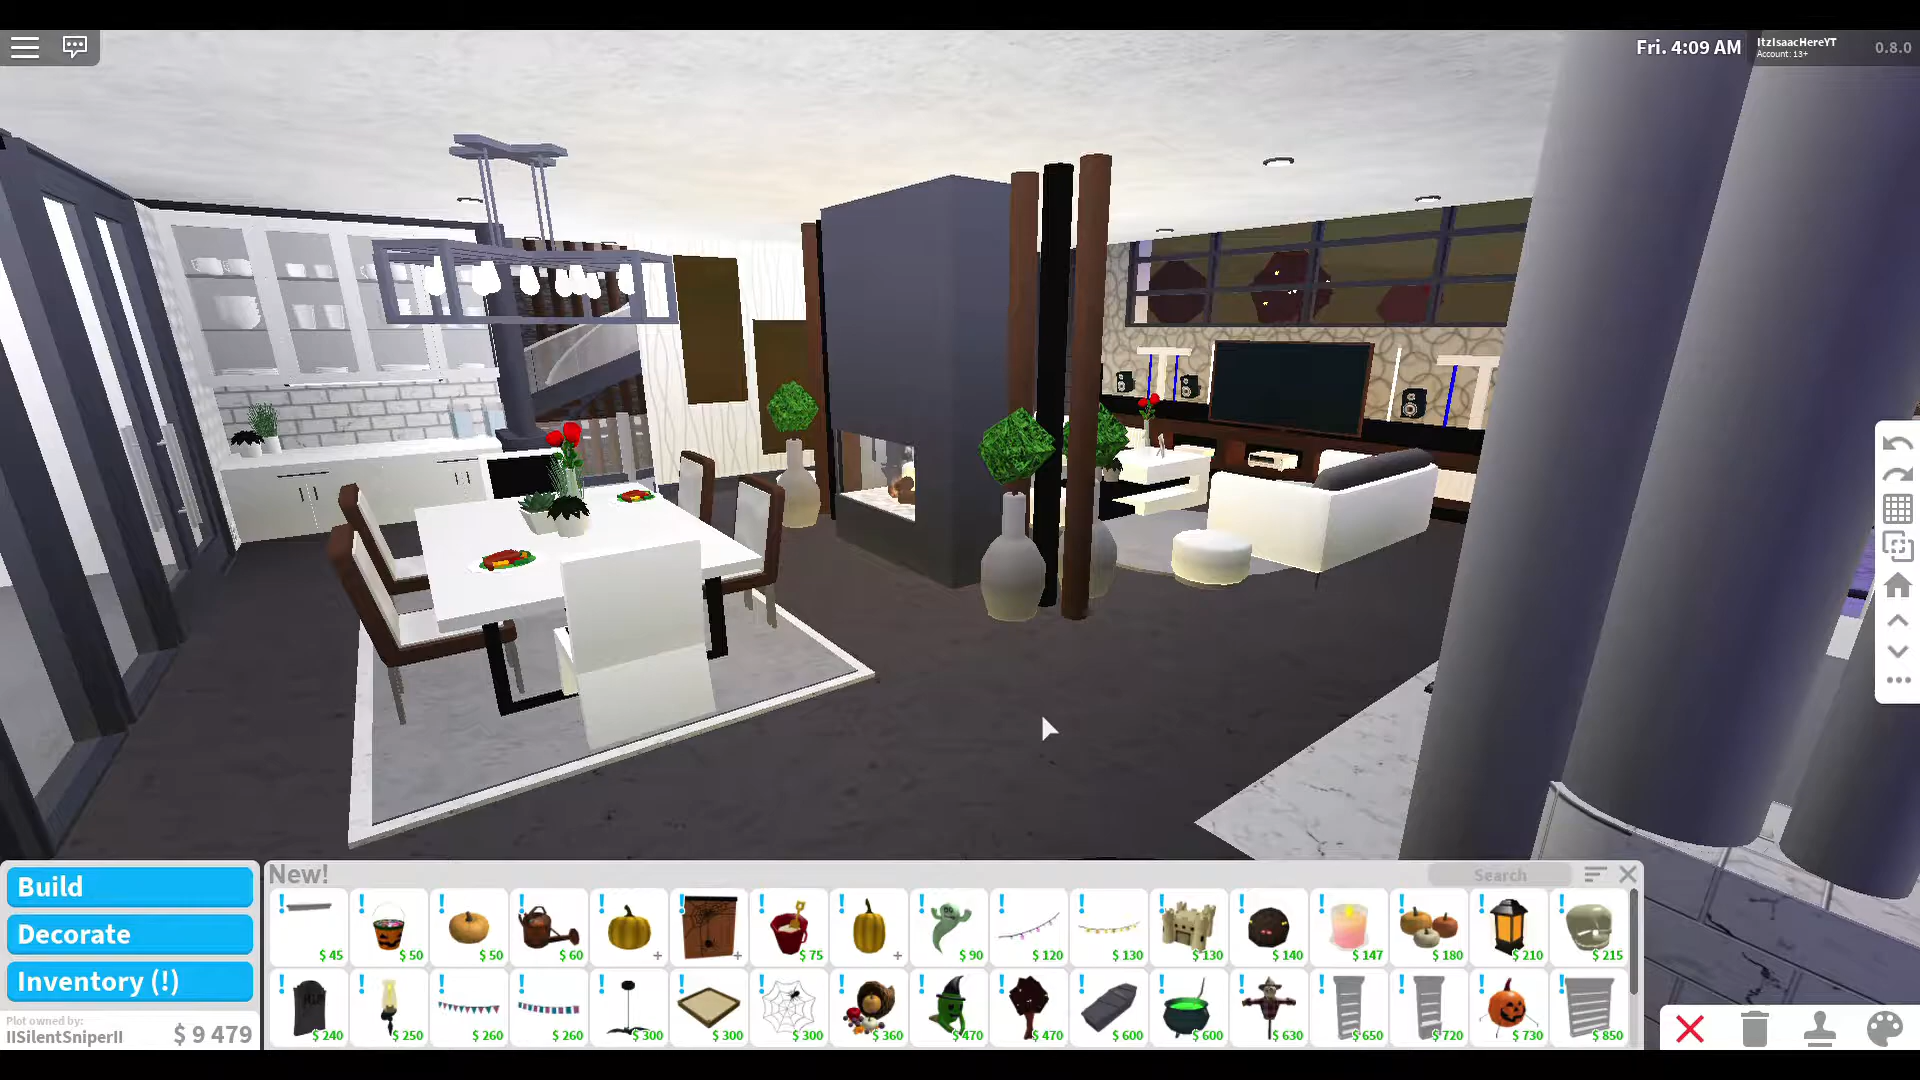 Fri. 4:09 AM
ItzIsaacHereYT
Account: 13+
0.8.0
Build
Decorate
Inventory (!)
Plot owned by:
IISilentSniperII
$ 9 479
New!
Search
! $ 45
! $ 50
! $ 50
! $ 60
! +
! +
! $ 75
! +
! $ 90
! $ 120
! $ 130
! $ 130
! $ 140
! $ 147
! $ 180
! $ 210
! $ 215
! $ 240
! $ 250
! $ 260
! $ 260
! $ 300
! $ 300
! $ 300
! $ 360
! $ 470
! $ 470
! $ 600
! $ 600
! $ 630
! $ 650
! $ 720
! $ 730
! $ 850